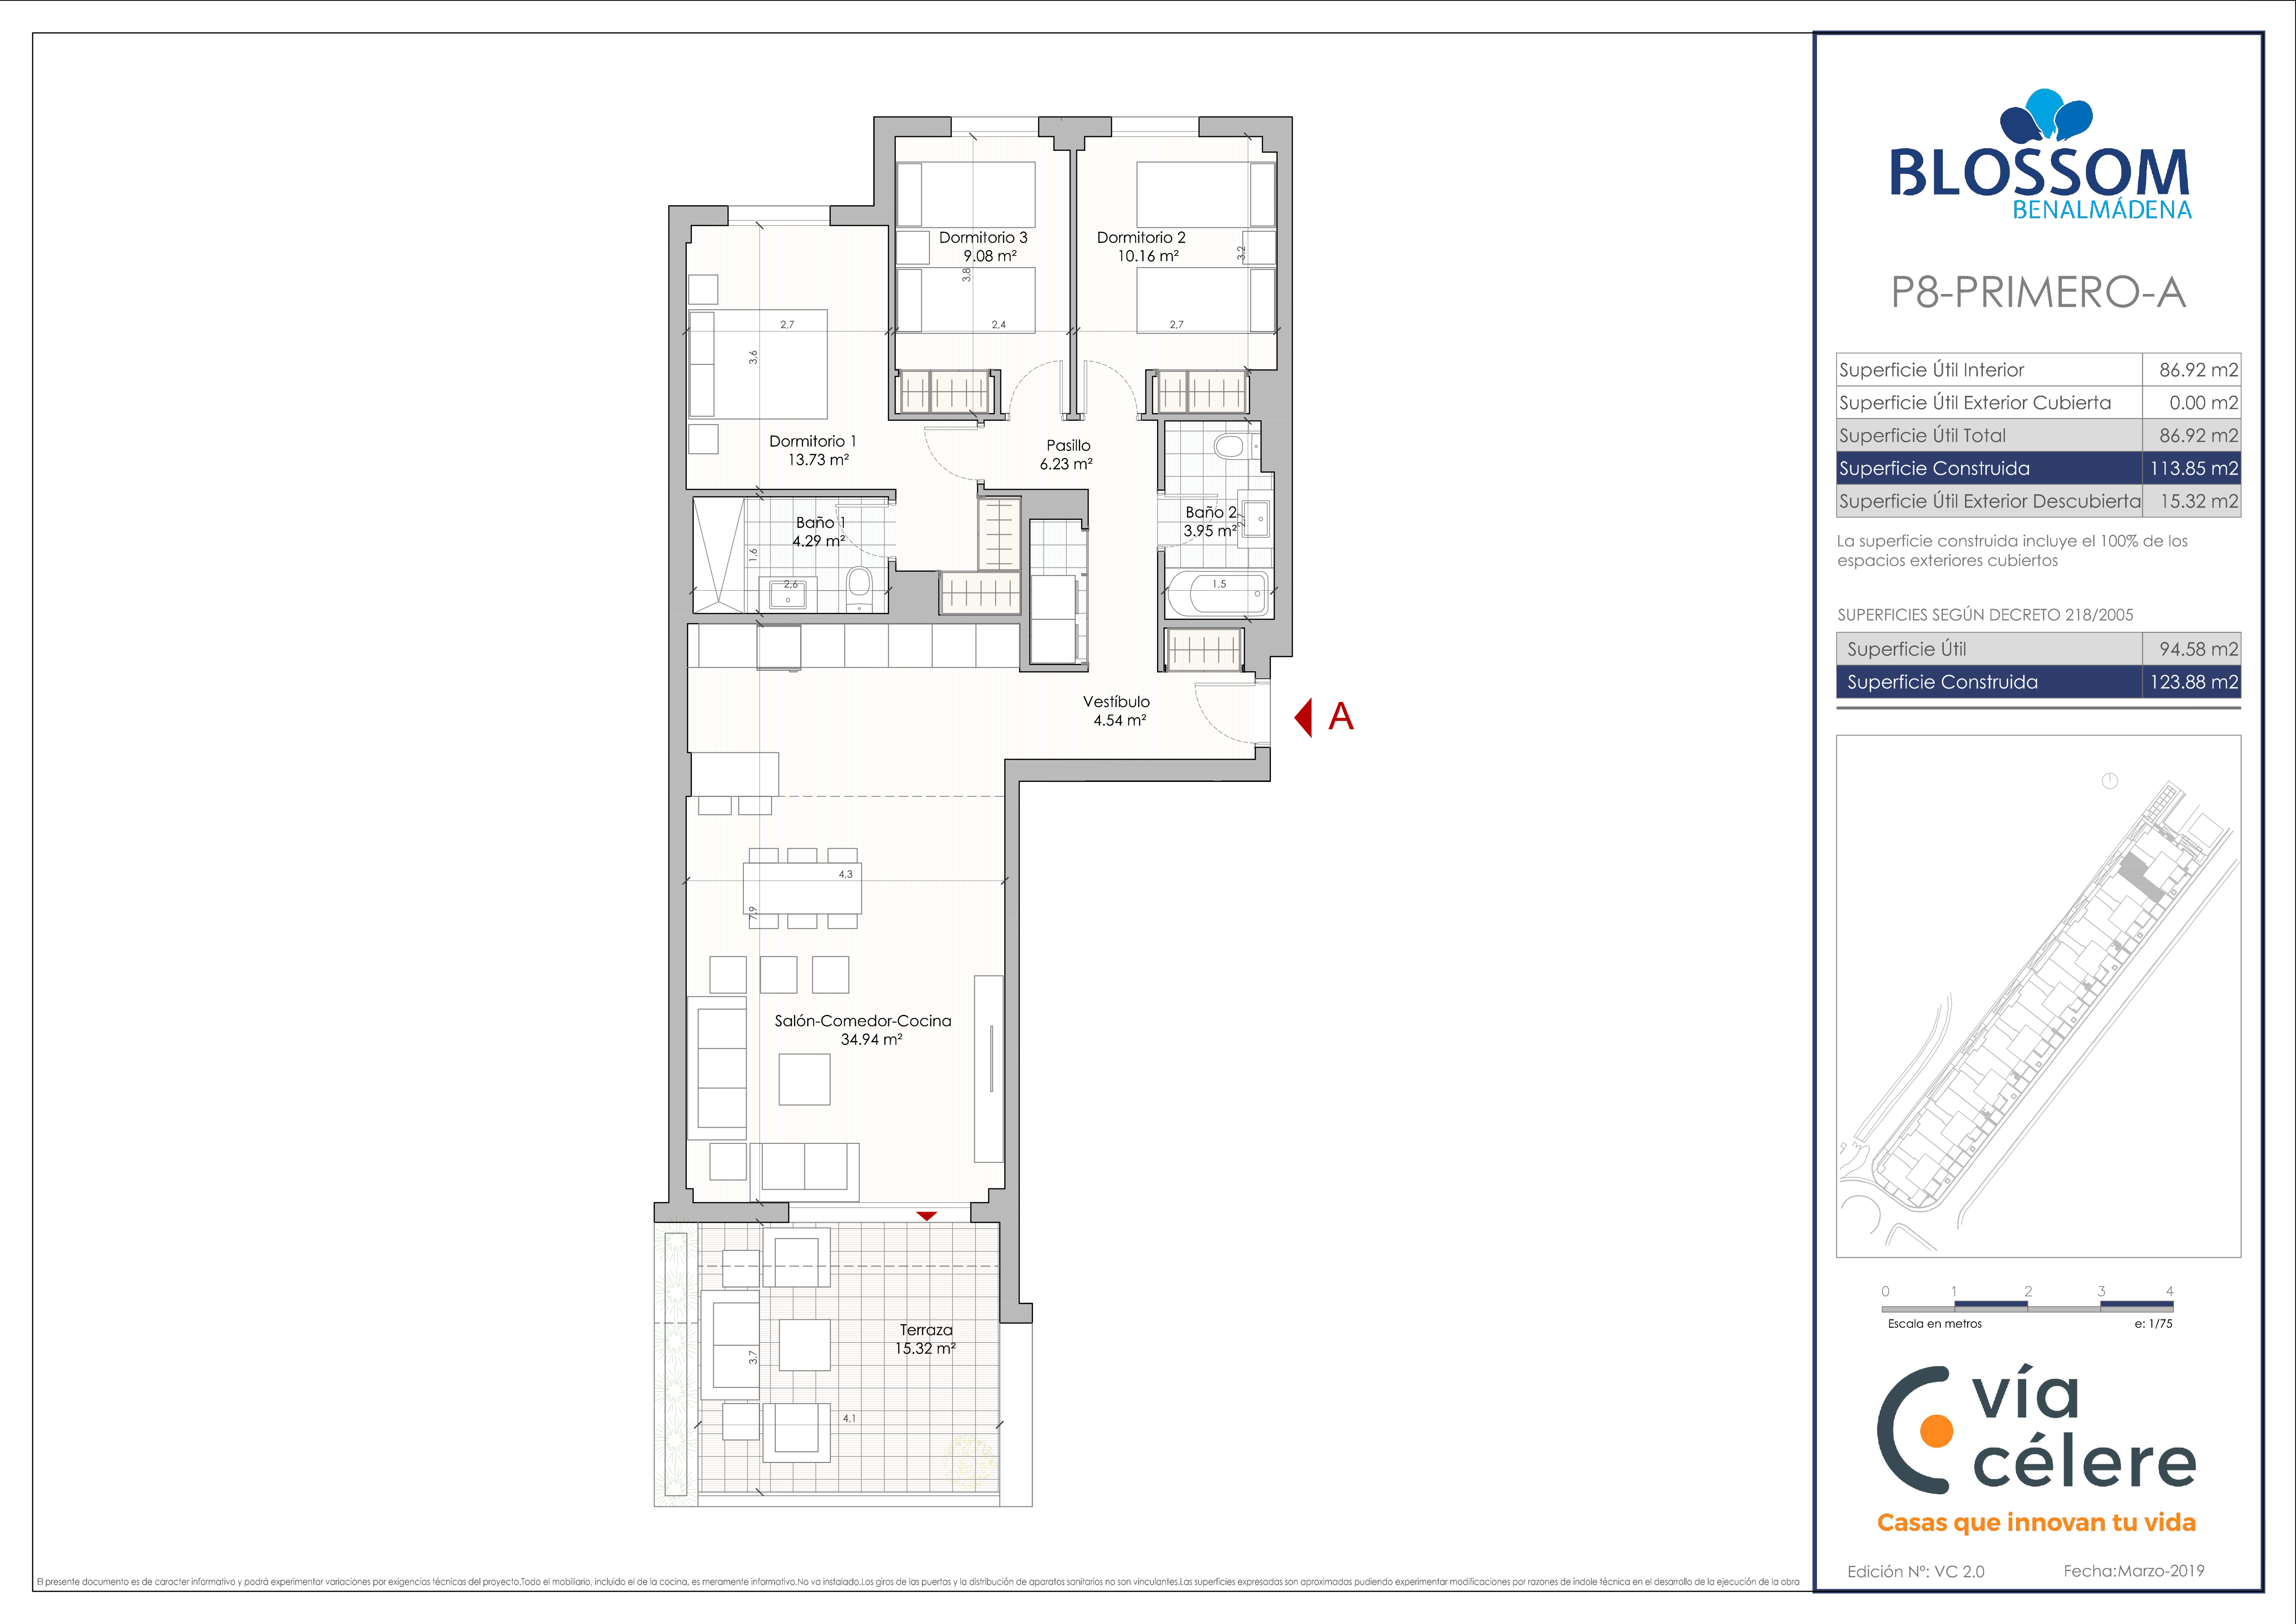 Dormitorio 3
9.08 m²
Dormitorio 2
10.16 m²
3,8
3,2
2,7
2,4
2,7
3,6
Dormitorio 1
13.73 m²
Pasillo
6.23 m²
Baño 1
4.29 m²
1,6
2,6
Baño 2
3.95 m²
2,7
1,5
Vestíbulo
4.54 m²
A
4,3
7,9
Salón-Comedor-Cocina
34.94 m²
Terraza
15.32 m²
3,7
4,1
El presente documento es de caracter informativo y podrá experimentar variaciones por exigencias técnicas del proyecto.Todo el mobiliario, incluido el de la cocina, es meramente informativo.No va instalado.Los giros de las puertas y la distribución de aparatos sanitarios no son vinculantes.Las superficies expresadas son aproximadas pudiendo experimentar modificaciones por razones de índole técnica en el desarrollo de la ejecución de la obra
BLOSSOM
BENALMÁDENA
P8-PRIMERO-A
Superficie Útil Interior 86.92 m2
Superficie Útil Exterior Cubierta 0.00 m2
Superficie Útil Total 86.92 m2
Superficie Construida 113.85 m2
Superficie Útil Exterior Descubierta 15.32 m2
La superficie construida incluye el 100% de los
espacios exteriores cubiertos
SUPERFICIES SEGÚN DECRETO 218/2005
Superficie Útil 94.58 m2
Superficie Construida 123.88 m2
0 1 2 3 4
Escala en metros e: 1/75
vía
célere
Casas que innovan tu vida
Edición Nº: VC 2.0 Fecha:Marzo-2019